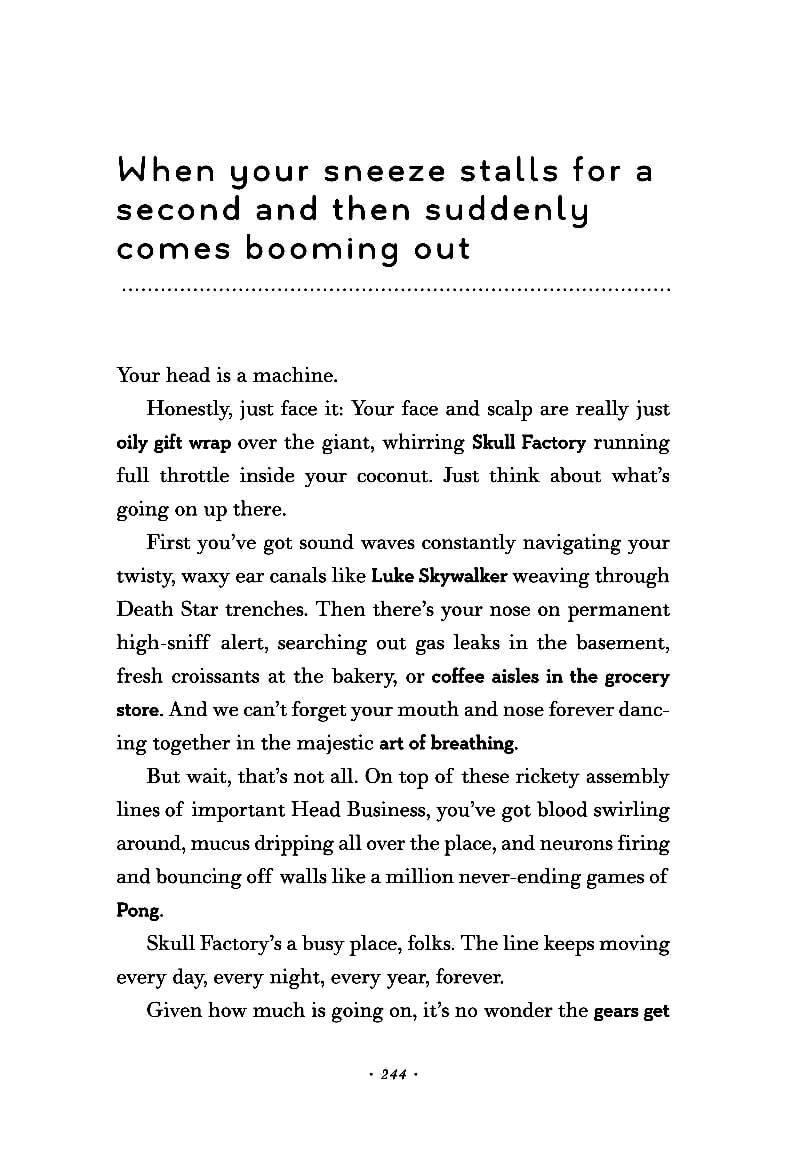 When your sneeze stalls for a
second and then suddenly
comes booming out
Your head is a machine.
Honestly, just face it: Your face and scalp are really just
oily gift wrap over the giant, whirring Skull Factory running
full throttle inside your coconut. Just think about what's
going on up there.
First you've got sound waves constantly navigating your
twisty, waxy ear canals like Luke Skywalker weaving through
Death Star trenches. Then there's your nose on permanent
high-sniff alert, searching out gas leaks in the basement,
fresh croissants at the bakery, or coffee aisles in the grocery
store. And we can't forget your mouth and nose forever danc-
ing together in the majestic art of breathing.
But wait, that's not all. On top of these rickety assembly
lines of important Head Business, you've got blood swirling
around, mucus dripping all over the place, and neurons firing
and bouncing off walls like a million never-ending games of
Pong.
Skull Factory's a busy place, folks. The line keeps moving
every day, every night, every year, forever.
Given how much is going on, it's no wonder the gears get
· 244 ·